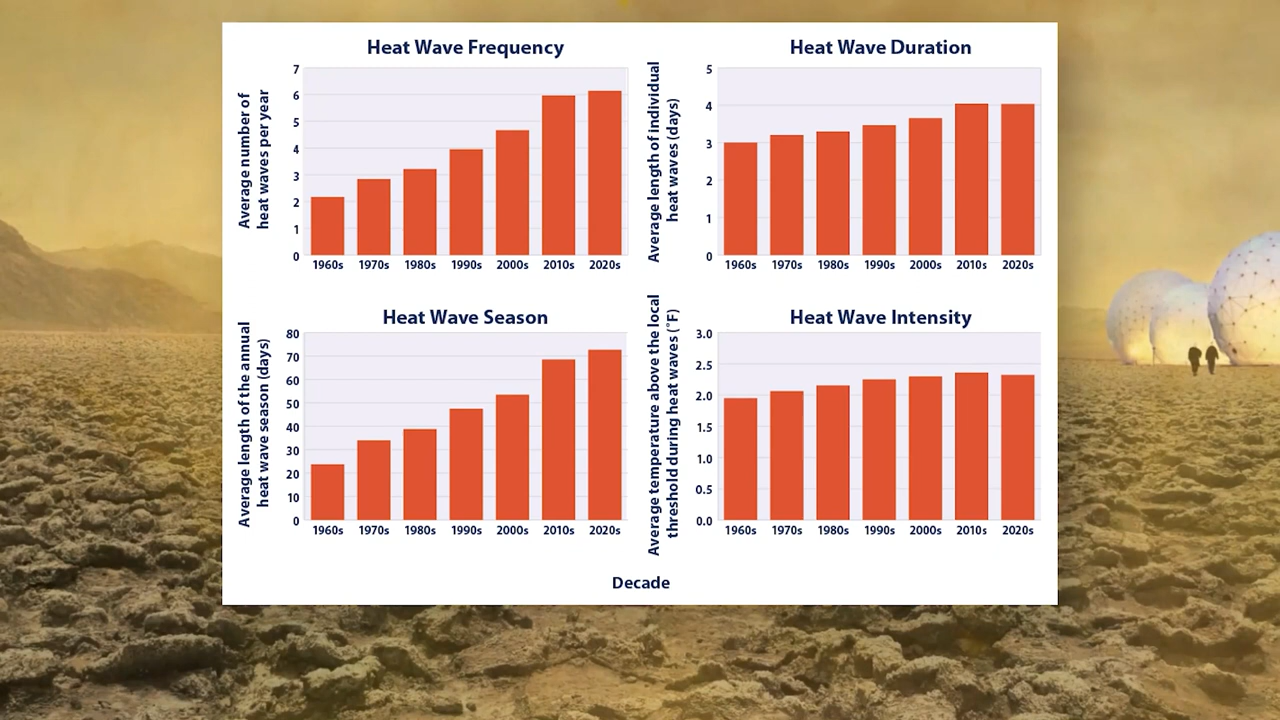 Heat Wave Frequency
Average number of
heat waves per year
7
6
5
4
3
2
1
0
1960s 1970s 1980s 1990s 2000s 2010s 2020s
Heat Wave Duration
Average length of individual
heat waves (days)
5
4
3
2
1
0
1960s 1970s 1980s 1990s 2000s 2010s 2020s
Heat Wave Season
Average length of the annual
heat wave season (days)
80
70
60
50
40
30
20
10
0
1960s 1970s 1980s 1990s 2000s 2010s 2020s
Heat Wave Intensity
Average temperature above the local
threshold during heat waves (˚F)
3.0
2.5
2.0
1.5
1.0
0.5
0.0
1960s 1970s 1980s 1990s 2000s 2010s 2020s
Decade